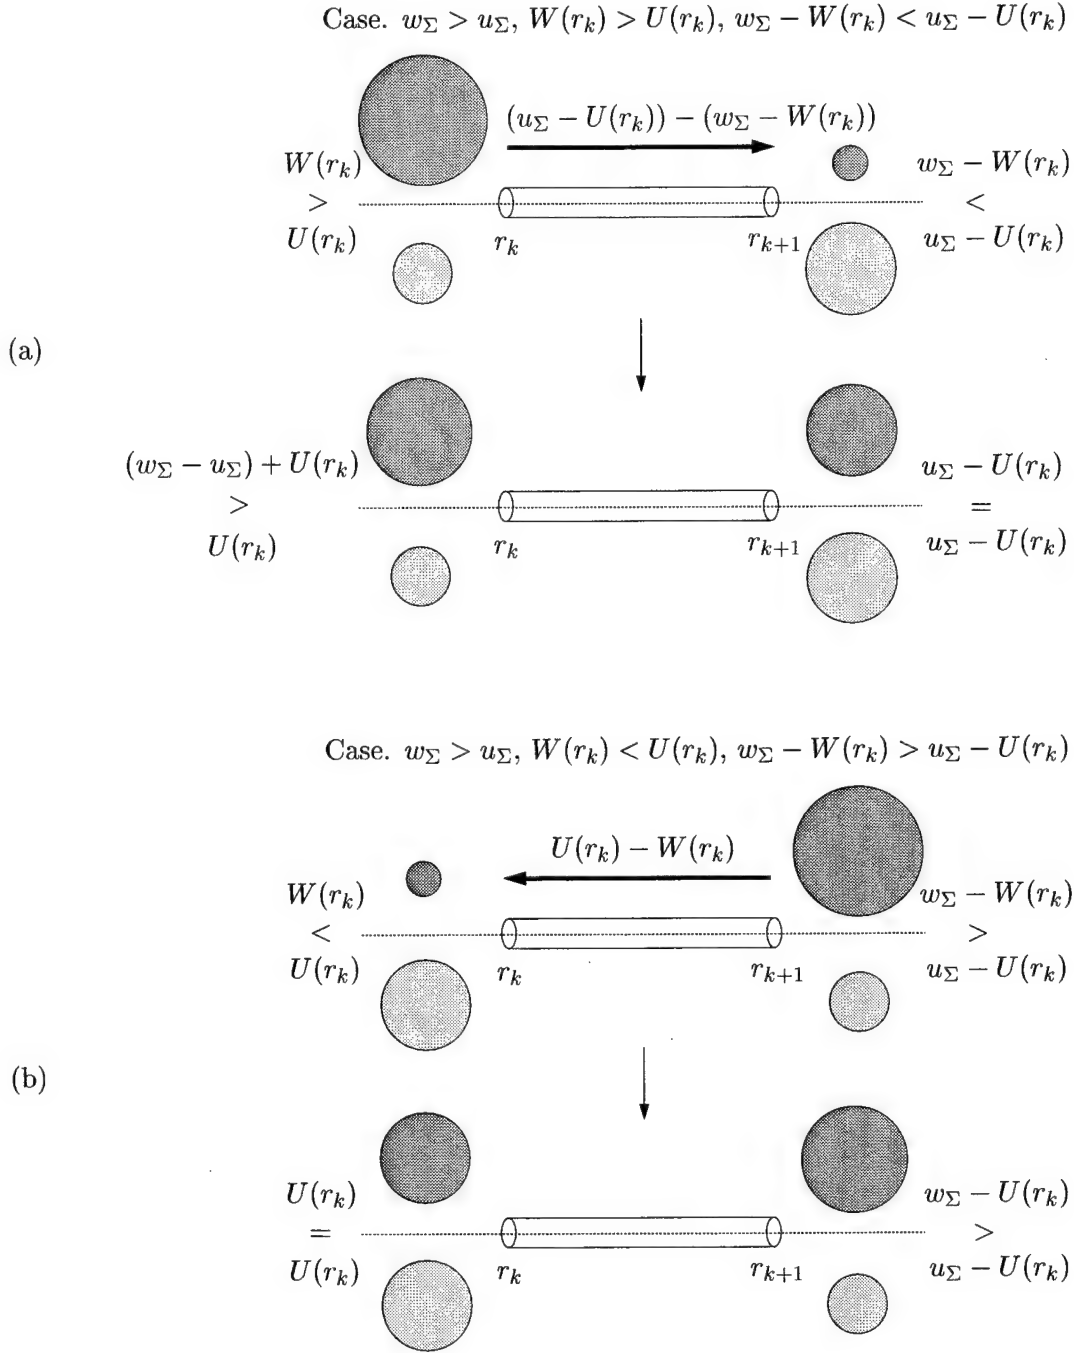 Case. w_Σ > u_Σ, W(r_k) > U(r_k), w_Σ − W(r_k) < u_Σ − U(r_k)
(u_Σ − U(r_k)) − (w_Σ − W(r_k))
W(r_k)
>
U(r_k)
r_k
r_{k+1}
w_Σ − W(r_k)
<
u_Σ − U(r_k)
(a)
(w_Σ − u_Σ) + U(r_k)
>
U(r_k)
r_k
r_{k+1}
u_Σ − U(r_k)
=
u_Σ − U(r_k)
Case. w_Σ > u_Σ, W(r_k) < U(r_k), w_Σ − W(r_k) > u_Σ − U(r_k)
U(r_k) − W(r_k)
W(r_k)
<
U(r_k)
r_k
r_{k+1}
w_Σ − W(r_k)
>
u_Σ − U(r_k)
(b)
U(r_k)
=
U(r_k)
r_k
r_{k+1}
w_Σ − U(r_k)
>
u_Σ − U(r_k)